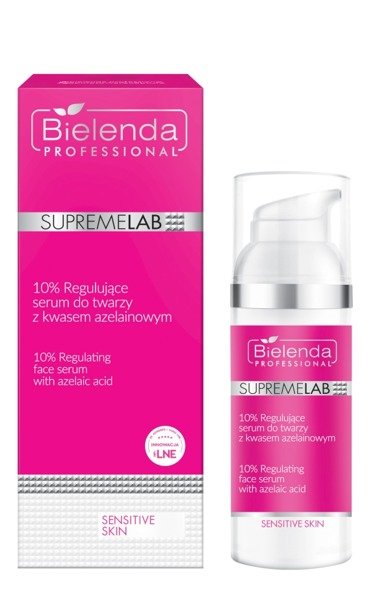 Bielenda
PROFESSIONAL
SUPREMELAB
10% Regulujące
serum do twarzy
z kwasem azelainowym
10% Regulating
face serum
with azelaic acid
INNOWACJA
LNE
SENSITIVE
SKIN
Bielenda
PROFESSIONAL
SUPREMELAB
10% Regulujące
serum do twarzy
z kwasem azelainowym
10% Regulating
face serum
with azelaic acid
SENSITIVE SKIN